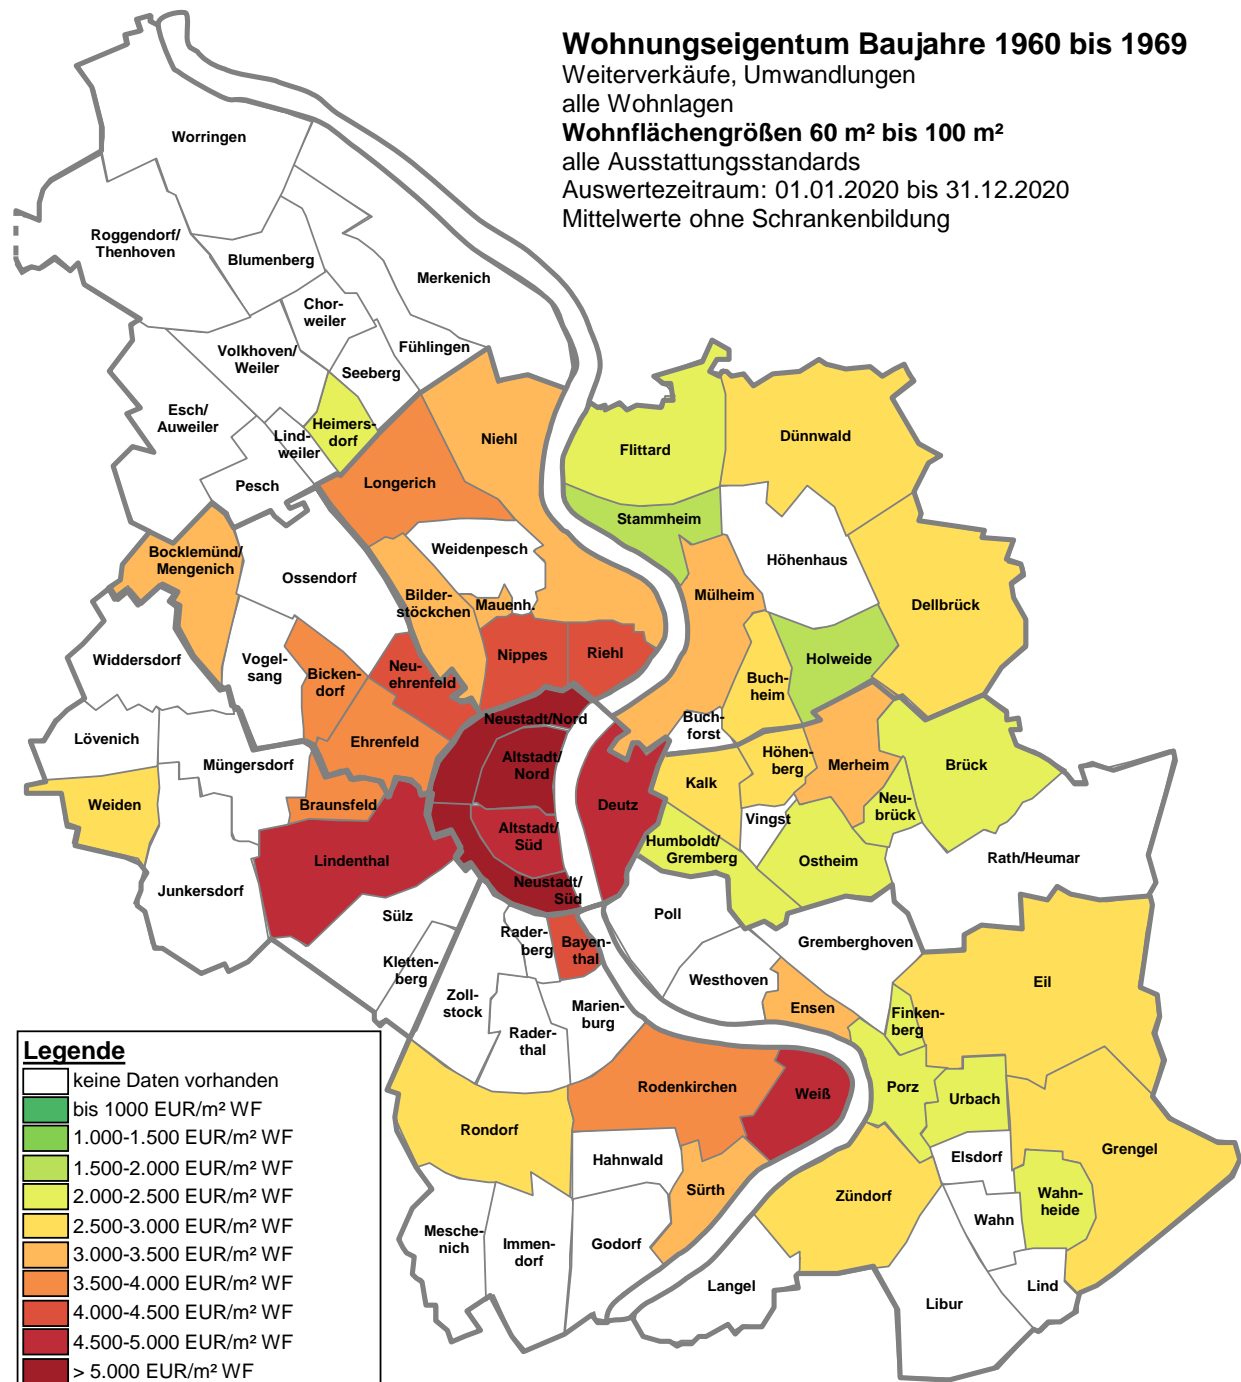 Wohnungseigentum Baujahre 1960 bis 1969
Weiterverkäufe, Umwandlungen
alle Wohnlagen
Wohnflächengrößen 60 m² bis 100 m²
alle Ausstattungsstandards
Auswertezeitraum: 01.01.2020 bis 31.12.2020
Mittelwerte ohne Schrankenbildung
Worringen
Roggendorf/
Thenhoven
Blumenberg
Merkenich
Chor-
weiler
Fühlingen
Volkhoven/
Weiler
Seeberg
Esch/
Auweiler
Heimers-
dorf
Lind-
weiler
Pesch
Niehl
Longerich
Flittard
Dünnwald
Stammheim
Höhenhaus
Weidenpesch
Bocklemünd/
Mengenich
Ossendorf
Bilder-
stöckchen
Mauenh.
Mülheim
Dellbrück
Widdersdorf
Vogel-
sang
Bicken-
dorf
Neu-
ehrenfeld
Nippes
Riehl
Holweide
Buch-
heim
Buch-
forst
Neustadt/Nord
Lövenich
Müngersdorf
Ehrenfeld
Altstadt/
Nord
Höhen-
berg
Merheim
Brück
Weiden
Braunsfeld
Deutz
Kalk
Vingst
Neu-
brück
Altstadt/
Süd
Humboldt/
Gremberg
Ostheim
Rath/Heumar
Lindenthal
Junkersdorf
Neustadt/
Süd
Sülz
Poll
Rader-
berg
Bayen-
thal
Gremberghoven
Kletten-
berg
Westhoven
Eil
Zoll-
stock
Marien-
burg
Ensen
Finken-
berg
Rader-
thal
Rodenkirchen
Weiß
Porz
Urbach
Rondorf
Grengel
Hahnwald
Elsdorf
Sürth
Zündorf
Wahn-
heide
Wahn
Mesche-
nich
Immen-
dorf
Godorf
Langel
Lind
Libur
Legende
keine Daten vorhanden
bis 1000 EUR/m² WF
1.000-1.500 EUR/m² WF
1.500-2.000 EUR/m² WF
2.000-2.500 EUR/m² WF
2.500-3.000 EUR/m² WF
3.000-3.500 EUR/m² WF
3.500-4.000 EUR/m² WF
4.000-4.500 EUR/m² WF
4.500-5.000 EUR/m² WF
> 5.000 EUR/m² WF